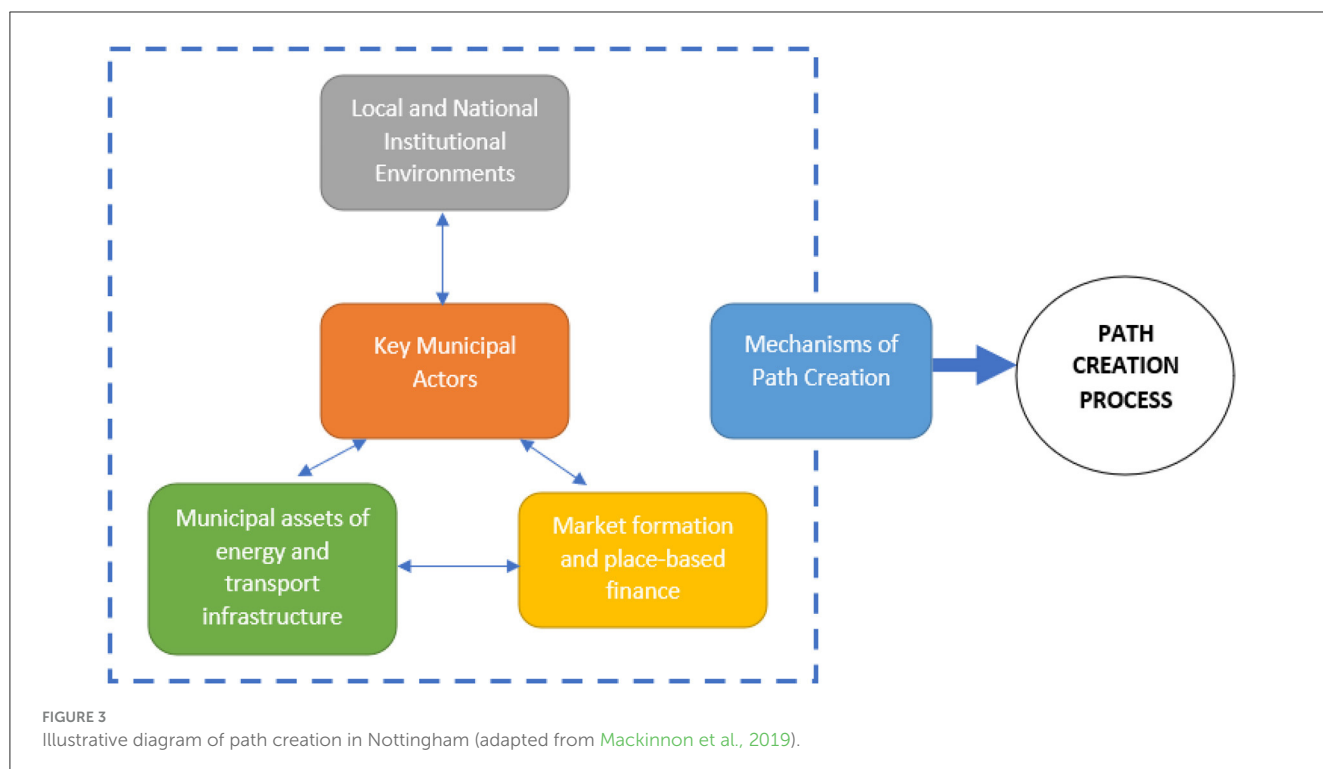 Local and National
Institutional
Environments
Key Municipal
Actors
Mechanisms of
Path Creation
PATH
CREATION
PROCESS
Municipal assets of
energy and
transport
infrastructure
Market formation
and place-based
finance
FIGURE 3
Illustrative diagram of path creation in Nottingham (adapted from Mackinnon et al., 2019).